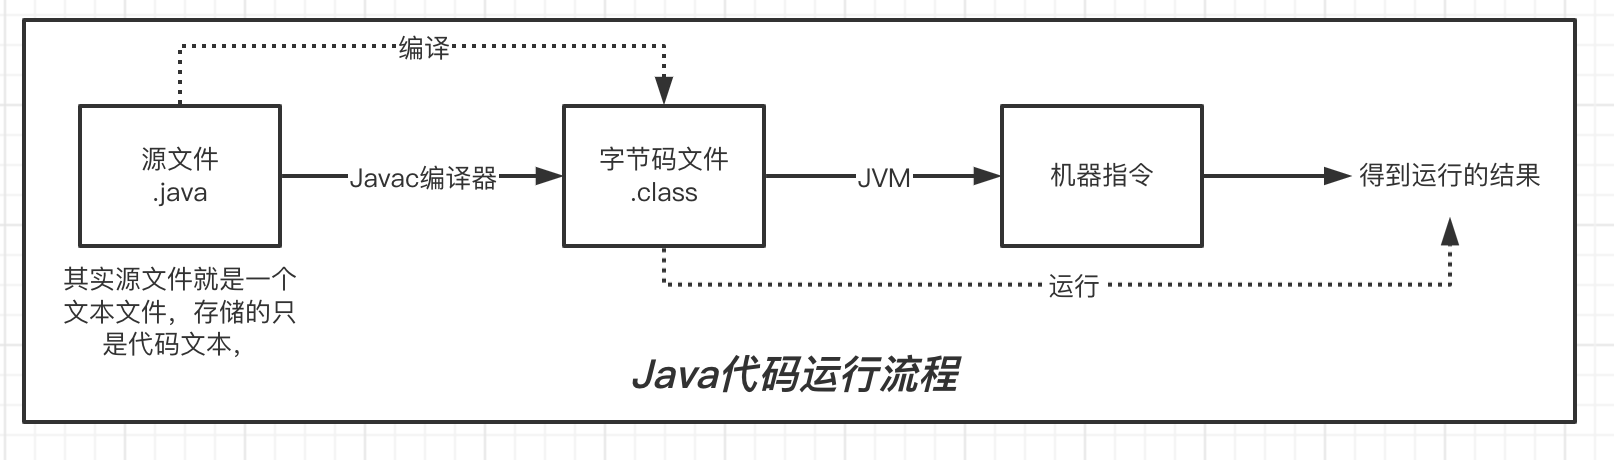 编译
源文件
.java
Javac编译器
字节码文件
.class
JVM
机器指令
得到运行的结果
其实源文件就是一个
文本文件，存储的只
是代码文本，
运行
Java代码运行流程